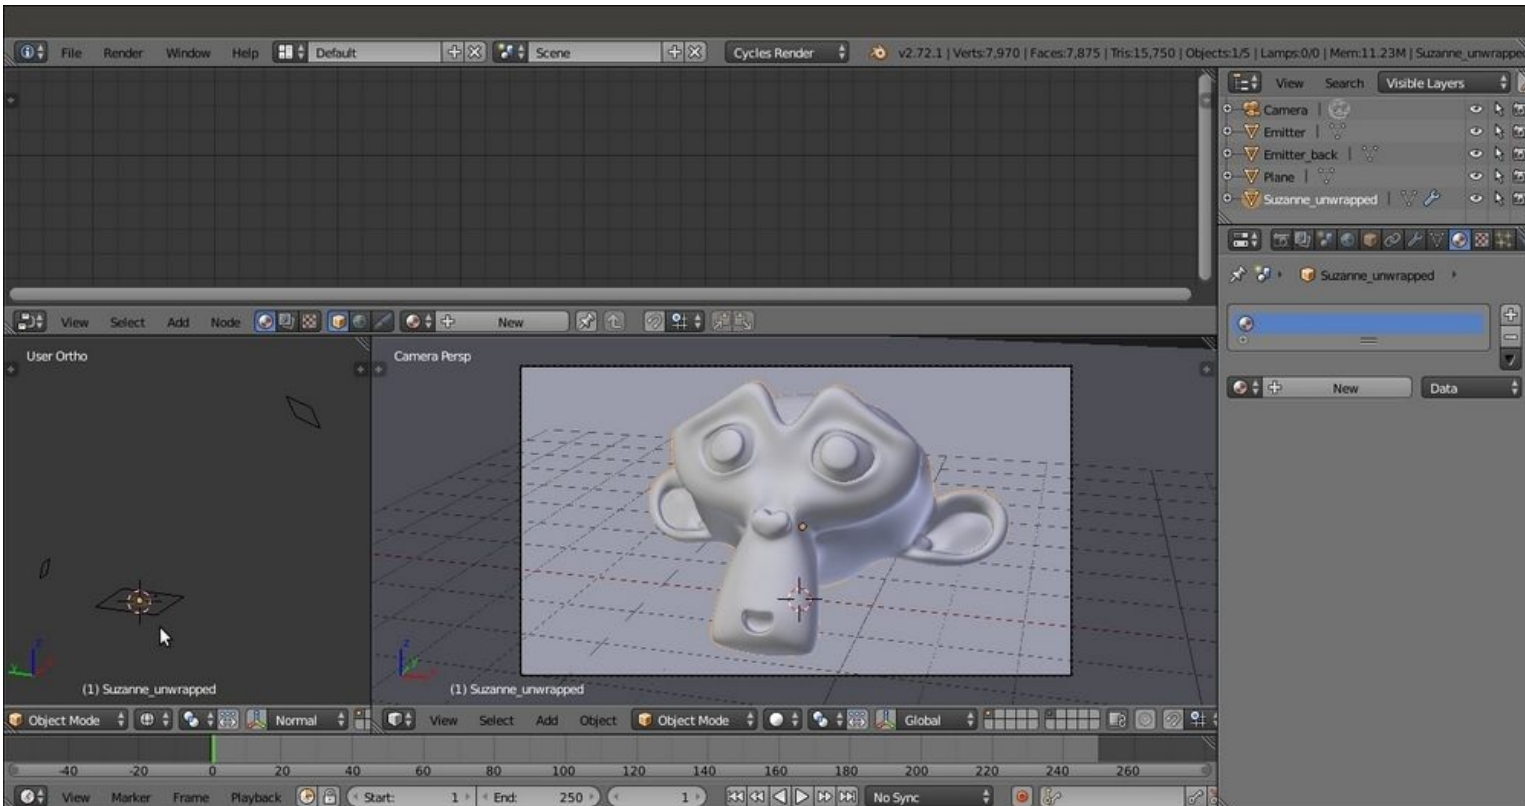 File Render Window Help Default Scene Cycles Render v2.72.1 | Verts:7,970 | Faces:7,875 | Tris:15,750 | Objects:1/5 | Lamps:0/0 | Mem:11.23M | Suzanne_unwrapped
View Search Visible Layers
Camera
Emitter
Emitter_back
Plane
Suzanne_unwrapped
Suzanne_unwrapped
View Select Add Node New
New Data
User Ortho
(1) Suzanne_unwrapped
Camera Persp
(1) Suzanne_unwrapped
Object Mode Normal
View Select Add Object Object Mode Global
-40 -20 0 20 40 60 80 100 120 140 160 180 200 220 240 260
View Marker Frame Playback Start: 1 End: 250 1 No Sync